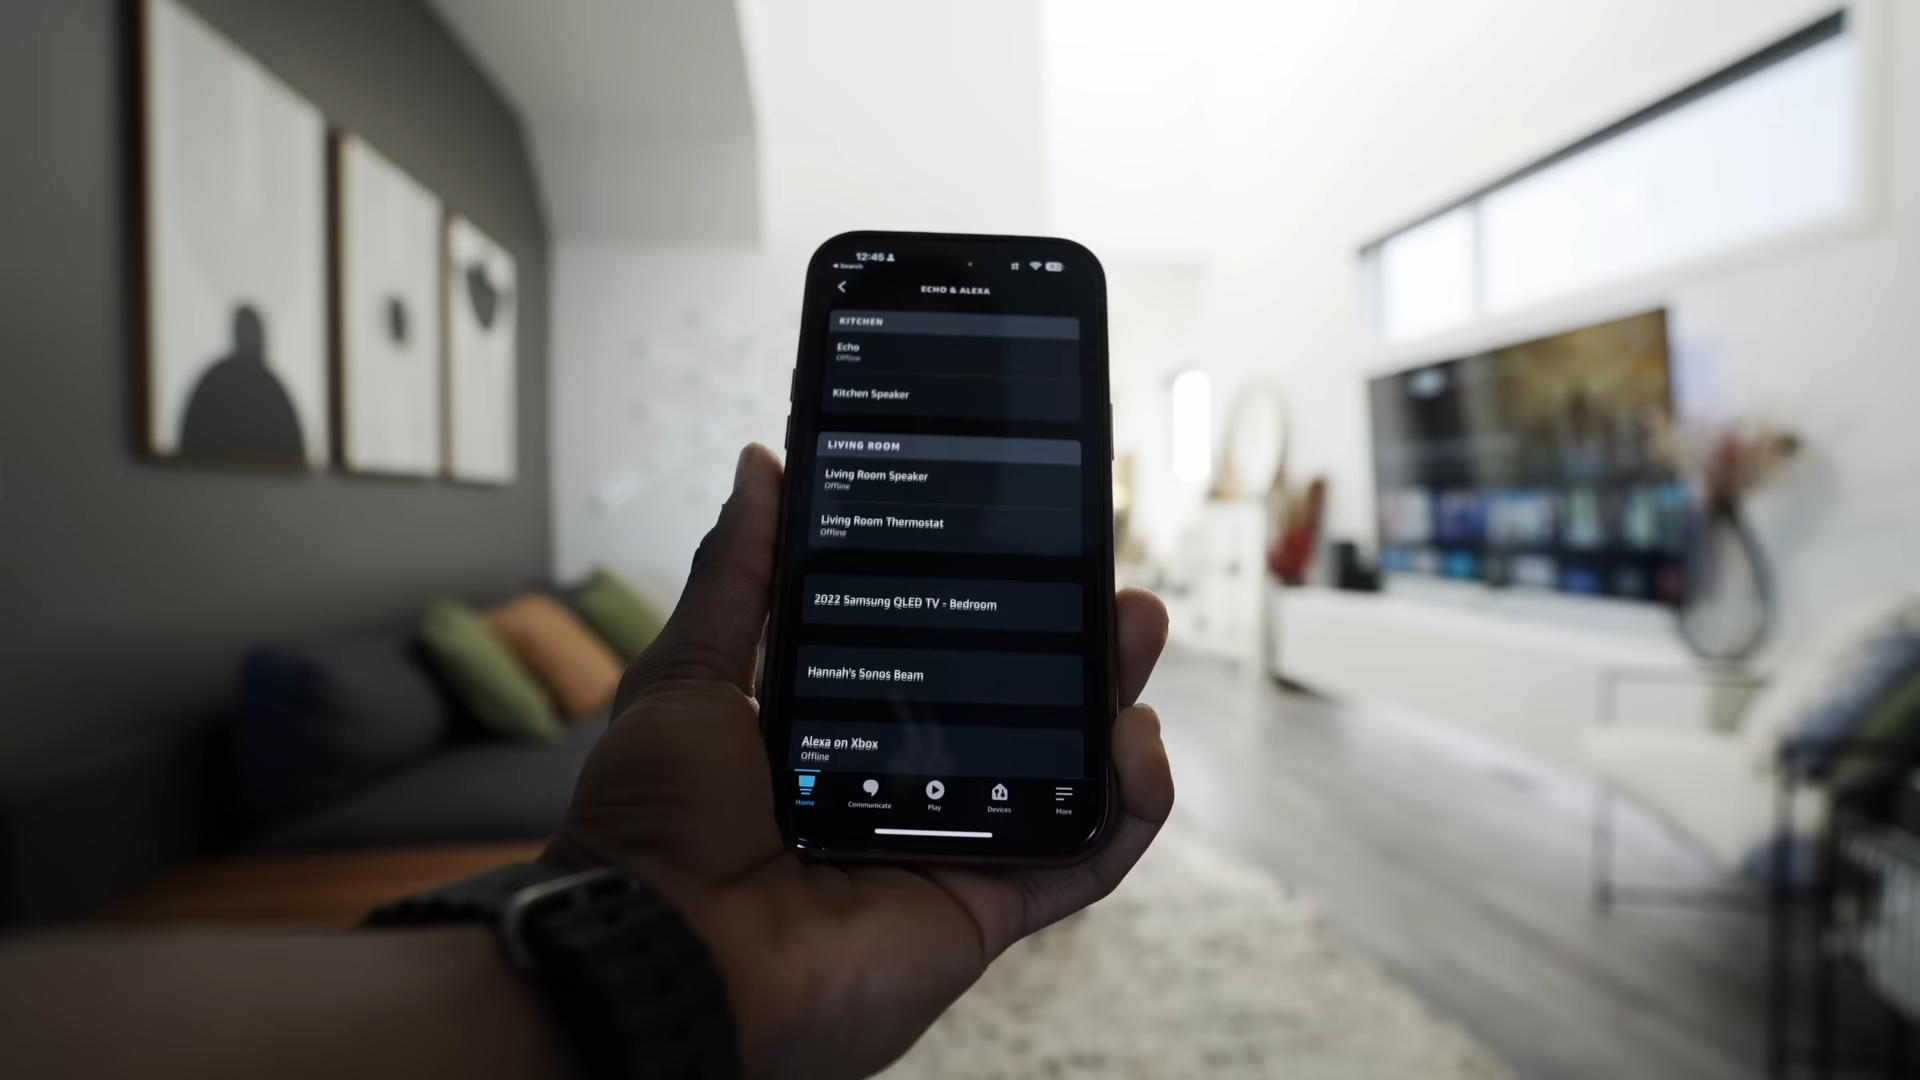 12:45
Search
ECHO & ALEXA
KITCHEN
Echo
Offline
Kitchen Speaker
LIVING ROOM
Living Room Speaker
Offline
Living Room Thermostat
Offline
2022 Samsung QLED TV - Bedroom
Hannah's Sonos Beam
Alexa on Xbox
Offline
Home
Communicate
Play
Devices
More